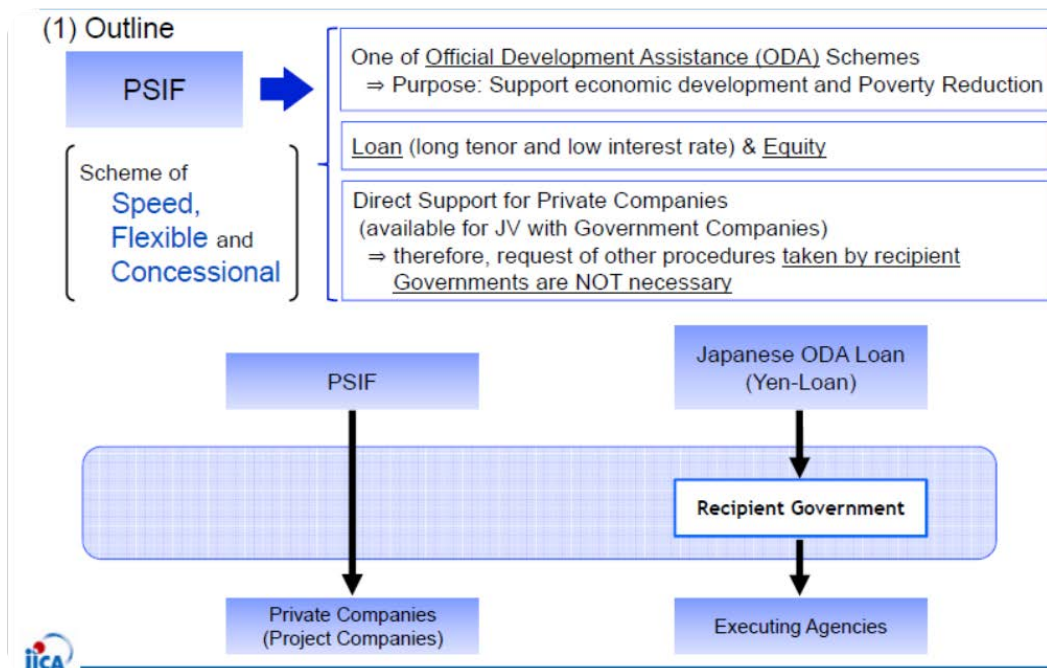 (1) Outline
PSIF
Scheme of
Speed,
Flexible and
Concessional
One of Official Development Assistance (ODA) Schemes
⇒ Purpose: Support economic development and Poverty Reduction
Loan (long tenor and low interest rate) & Equity
Direct Support for Private Companies
(available for JV with Government Companies)
⇒ therefore, request of other procedures taken by recipient
Governments are NOT necessary
PSIF
Japanese ODA Loan
(Yen-Loan)
Recipient Government
Private Companies
(Project Companies)
Executing Agencies
jICA